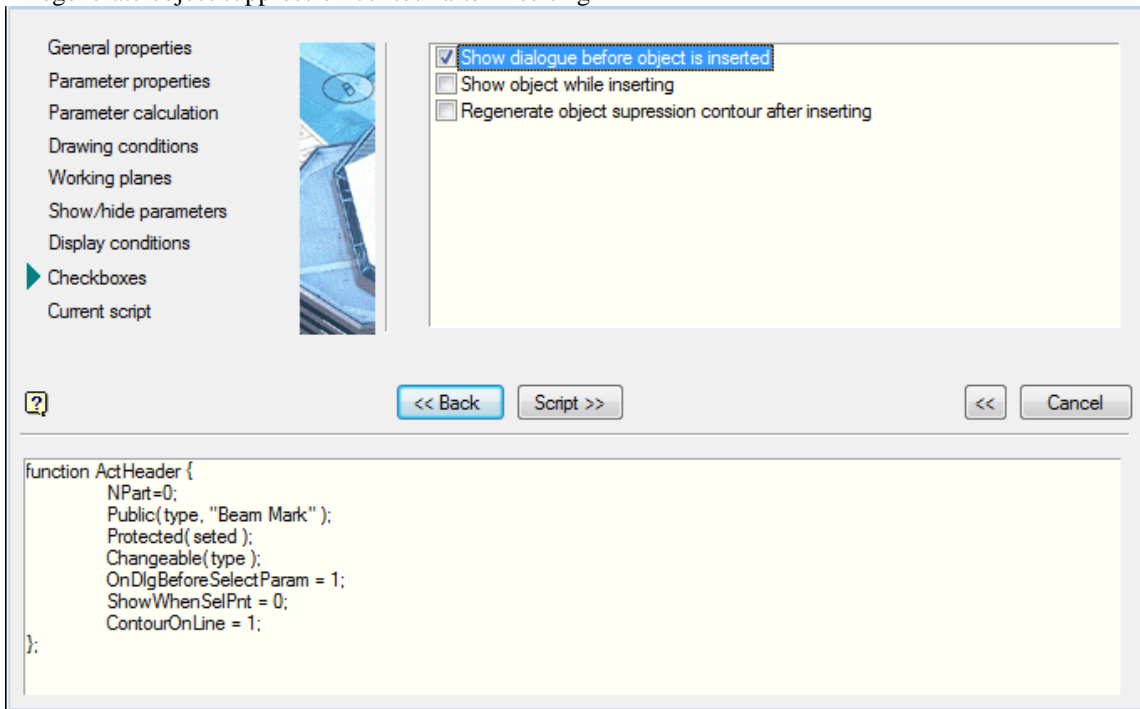 General properties
Parameter properties
Parameter calculation
Drawing conditions
Working planes
Show/hide parameters
Display conditions
Checkboxes
Current script
Show dialogue before object is inserted
Show object while inserting
Regenerate object supression contour after inserting
<< Back
Script >>
<<
Cancel
function ActHeader {
NPart=0;
Public( type, "Beam Mark" );
Protected( seted );
Changeable( type );
OnDlgBeforeSelectParam = 1;
ShowWhenSelPnt = 0;
ContourOnLine = 1;
};